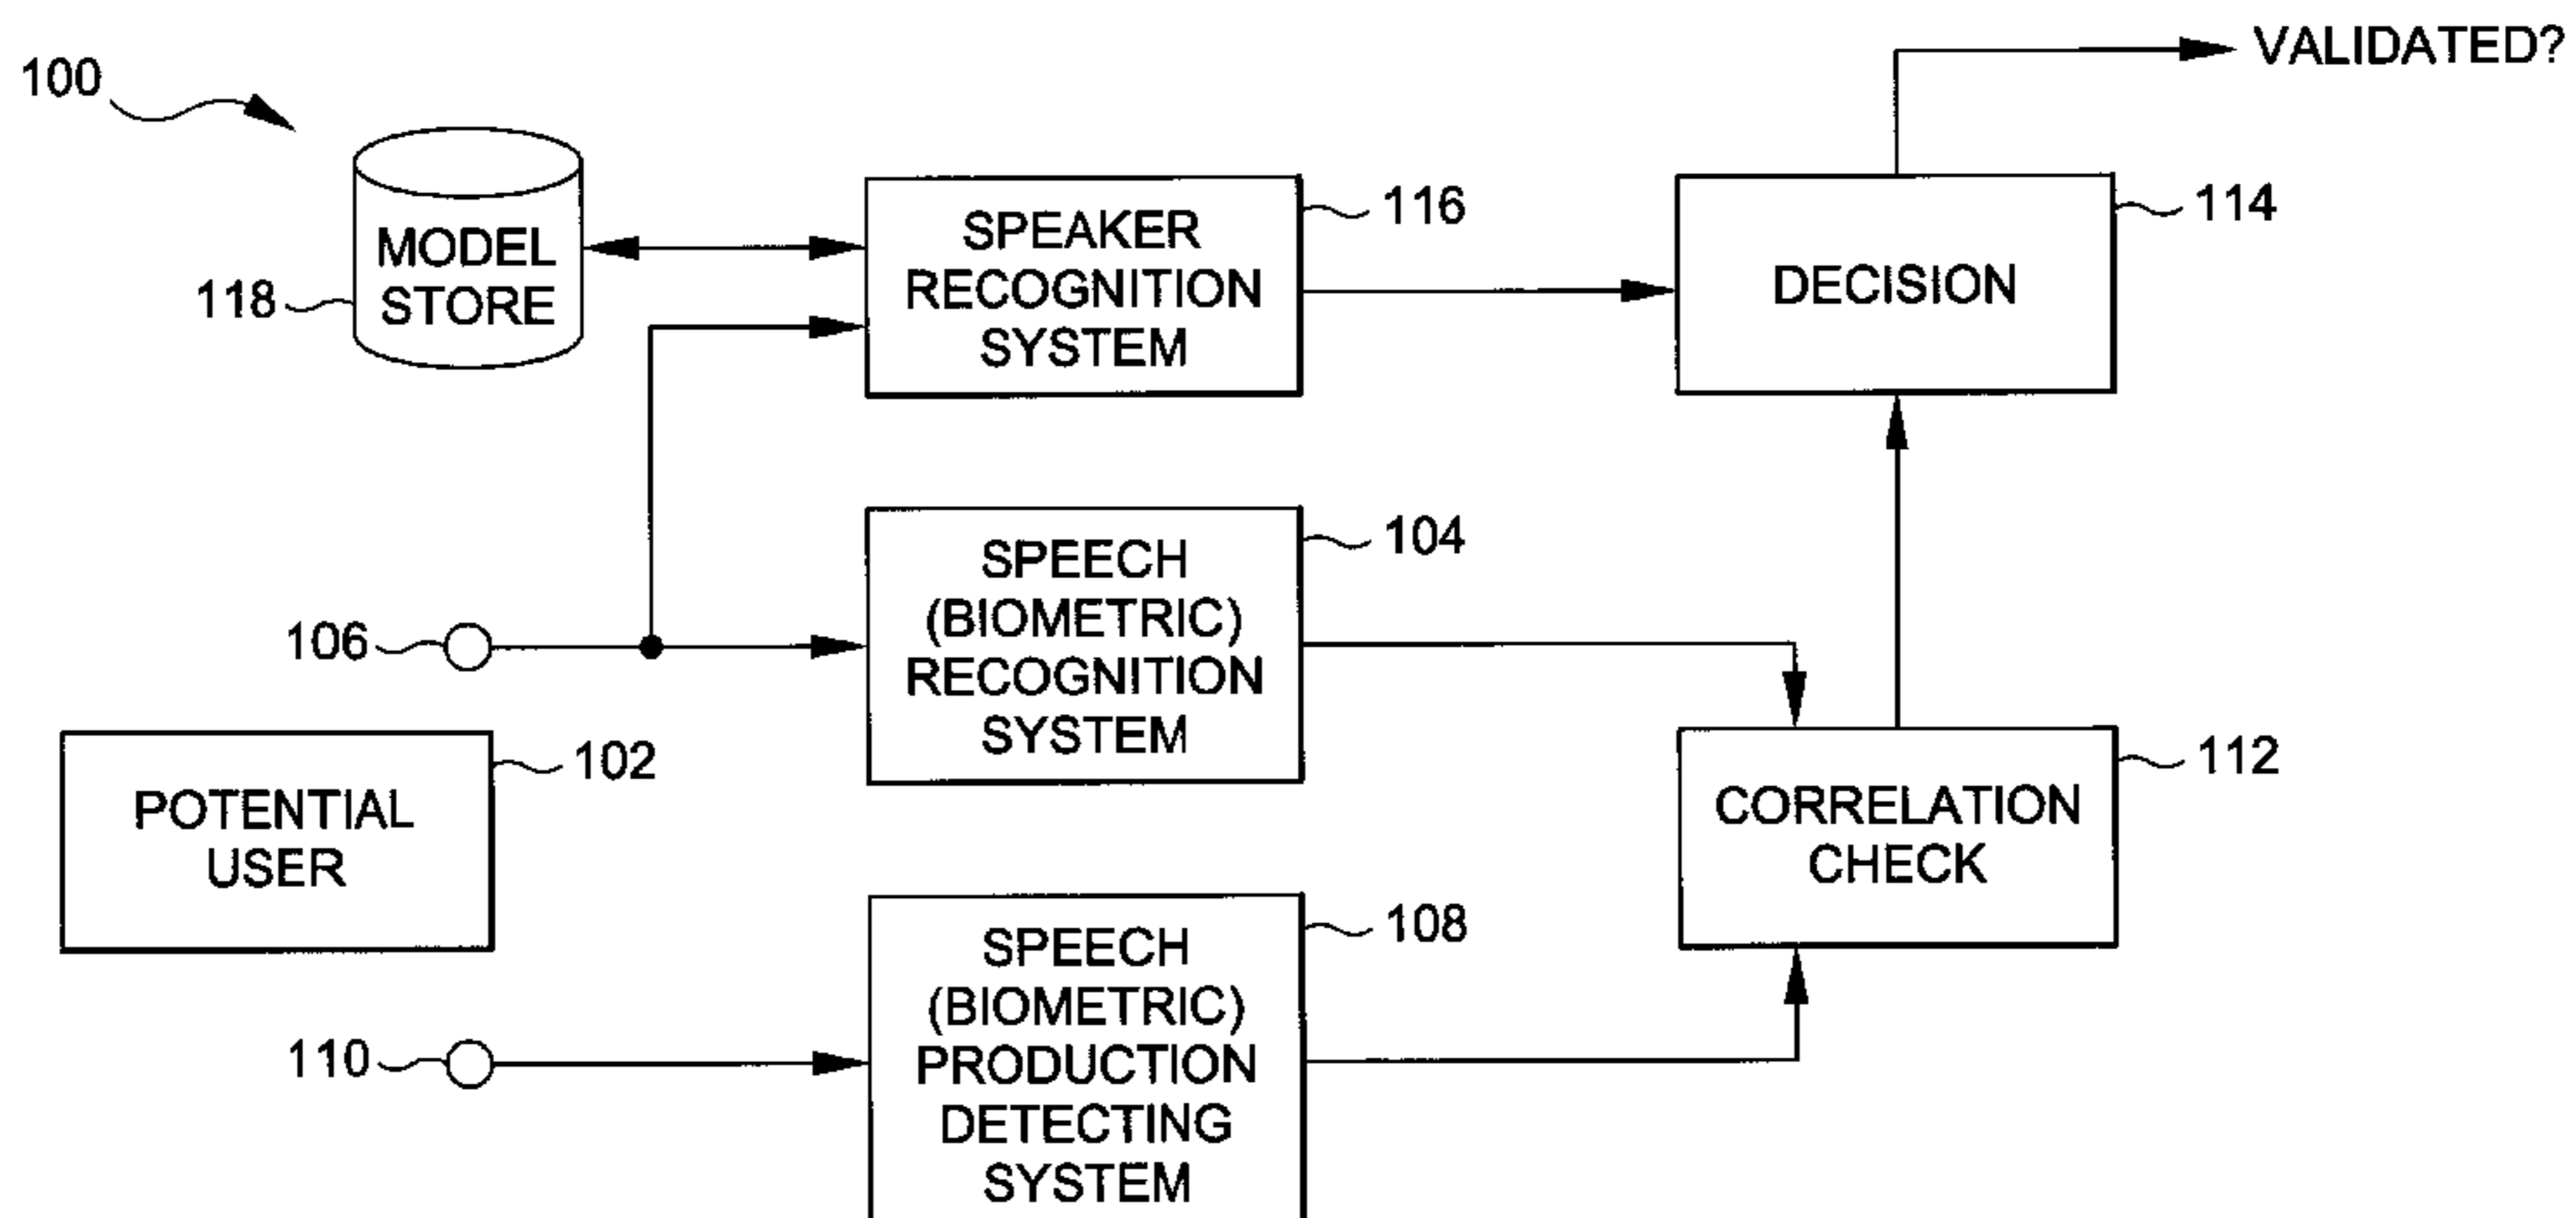 VALIDATED?
100
MODEL
STORE
118
SPEAKER
RECOGNITION
SYSTEM
116
DECISION
114
106
SPEECH
(BIOMETRIC)
RECOGNITION
SYSTEM
104
POTENTIAL
USER
102
CORRELATION
CHECK
112
110
SPEECH
(BIOMETRIC)
PRODUCTION
DETECTING
SYSTEM
108